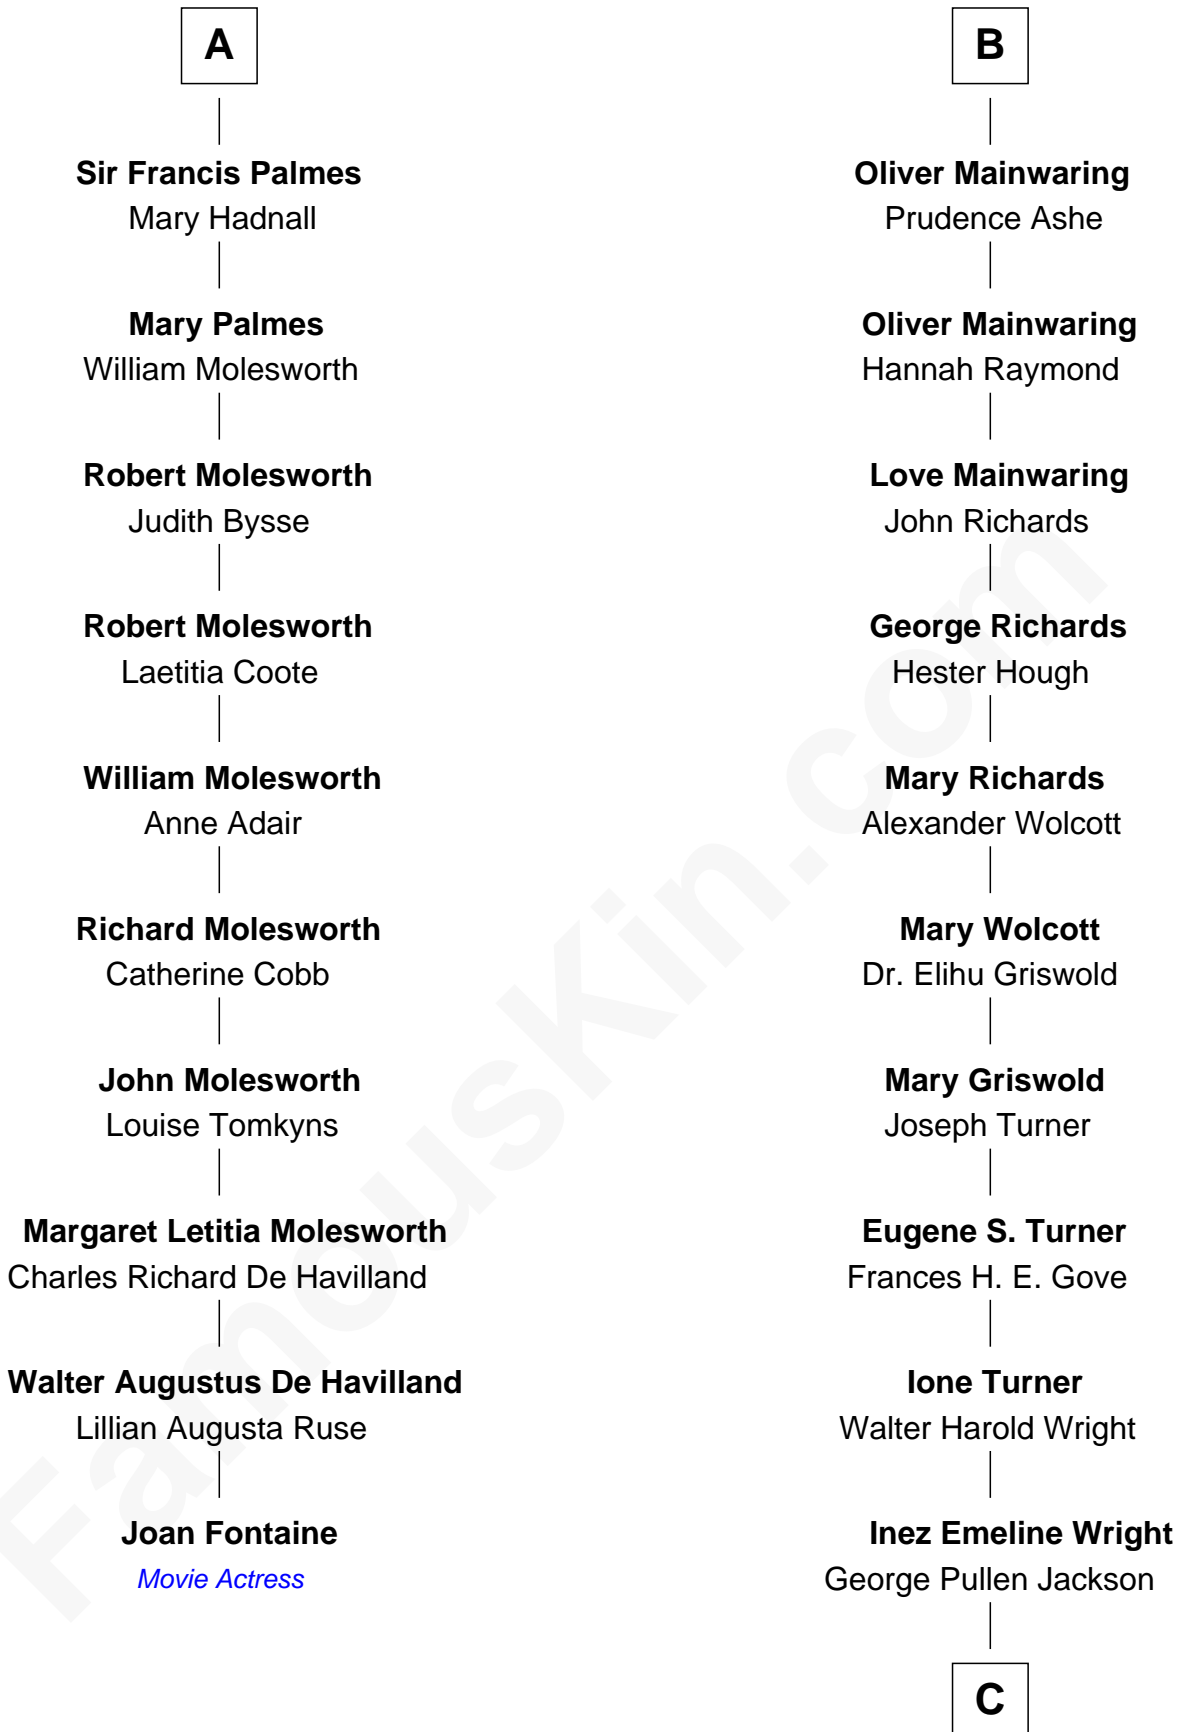 A
Sir Francis Palmes
Mary Hadnall
Mary Palmes
William Molesworth
Robert Molesworth
Judith Bysse
Robert Molesworth
Laetitia Coote
William Molesworth
Anne Adair
Richard Molesworth
Catherine Cobb
John Molesworth
Louise Tomkyns
Margaret Letitia Molesworth
Charles Richard De Havilland
Walter Augustus De Havilland
Lillian Augusta Ruse
Joan Fontaine
Movie Actress
B
Oliver Mainwaring
Prudence Ashe
Oliver Mainwaring
Hannah Raymond
Love Mainwaring
John Richards
George Richards
Hester Hough
Mary Richards
Alexander Wolcott
Mary Wolcott
Dr. Elihu Griswold
Mary Griswold
Joseph Turner
Eugene S. Turner
Frances H. E. Gove
Ione Turner
Walter Harold Wright
Inez Emeline Wright
George Pullen Jackson
C
FamousKin.com